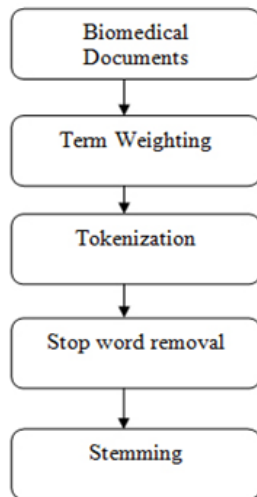 Biomedical
Documents
Term Weighting
Tokenization
Stop word removal
Stemming